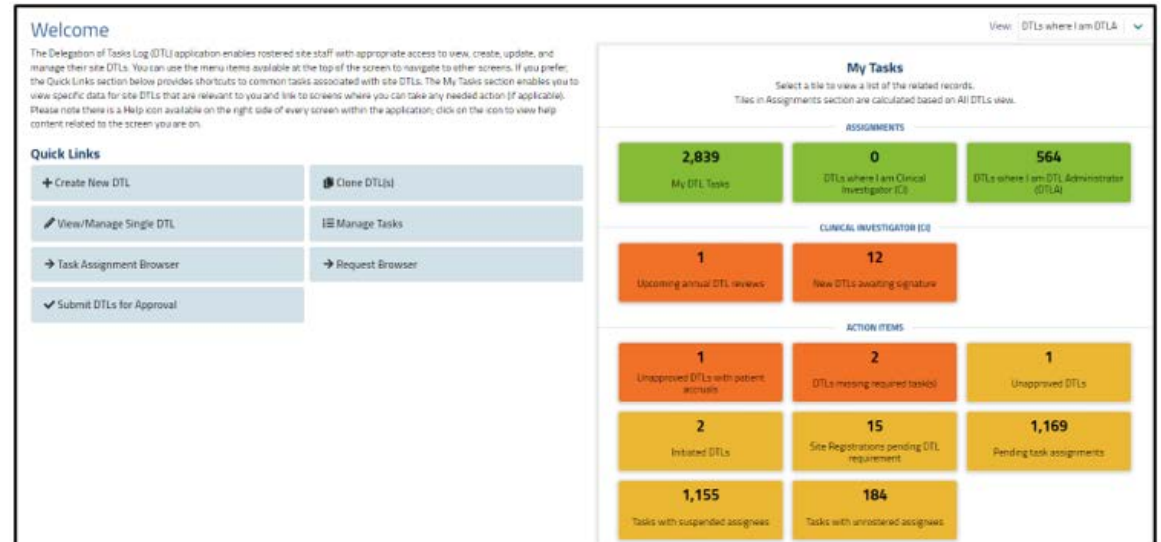 Welcome
The Delegation of Tasks Log (DTL) application enables rostered site staff with appropriate access to view, create, update, and
manage their site DTLs. You can use the menu items available at the top of the screen to navigate to other screens. If you prefer,
the Quick Links section below provides shortcuts to common tasks associated with site DTLs. The My Tasks section enables you to
view specific data for site DTLs that are relevant to you and link to screens where you can take any needed action (if applicable).
Please note there is a Help icon available on the right side of every screen within the application; click on the icon to view help
content related to the screen you are on.
Quick Links
Create New DTL
Clone DTL(s)
View/Manage Single DTL
Manage Tasks
Task Assignment Browser
Request Browser
Submit DTLs for Approval
View: DTLs where I am DTLA
My Tasks
Select a tile to view a list of the related records.
Tiles in Assignments section are calculated based on All DTLs view.
ASSIGNMENTS
2,839
My DTL Tasks
0
DTLs where I am Clinical
Investigator (CI)
564
DTLs where I am DTL Administrator
(DTLA)
CLINICAL INVESTIGATOR (CI)
1
Upcoming annual DTL reviews
12
New DTLs awaiting signature
ACTION ITEMS
1
Unapproved DTLs with patient
accruals
2
DTLs missing required task(s)
1
Unapproved DTLs
2
Initiated DTLs
15
Site Registrations pending DTL
requirement
1,169
Pending task assignments
1,155
Tasks with suspended assignees
184
Tasks with unrostered assignees